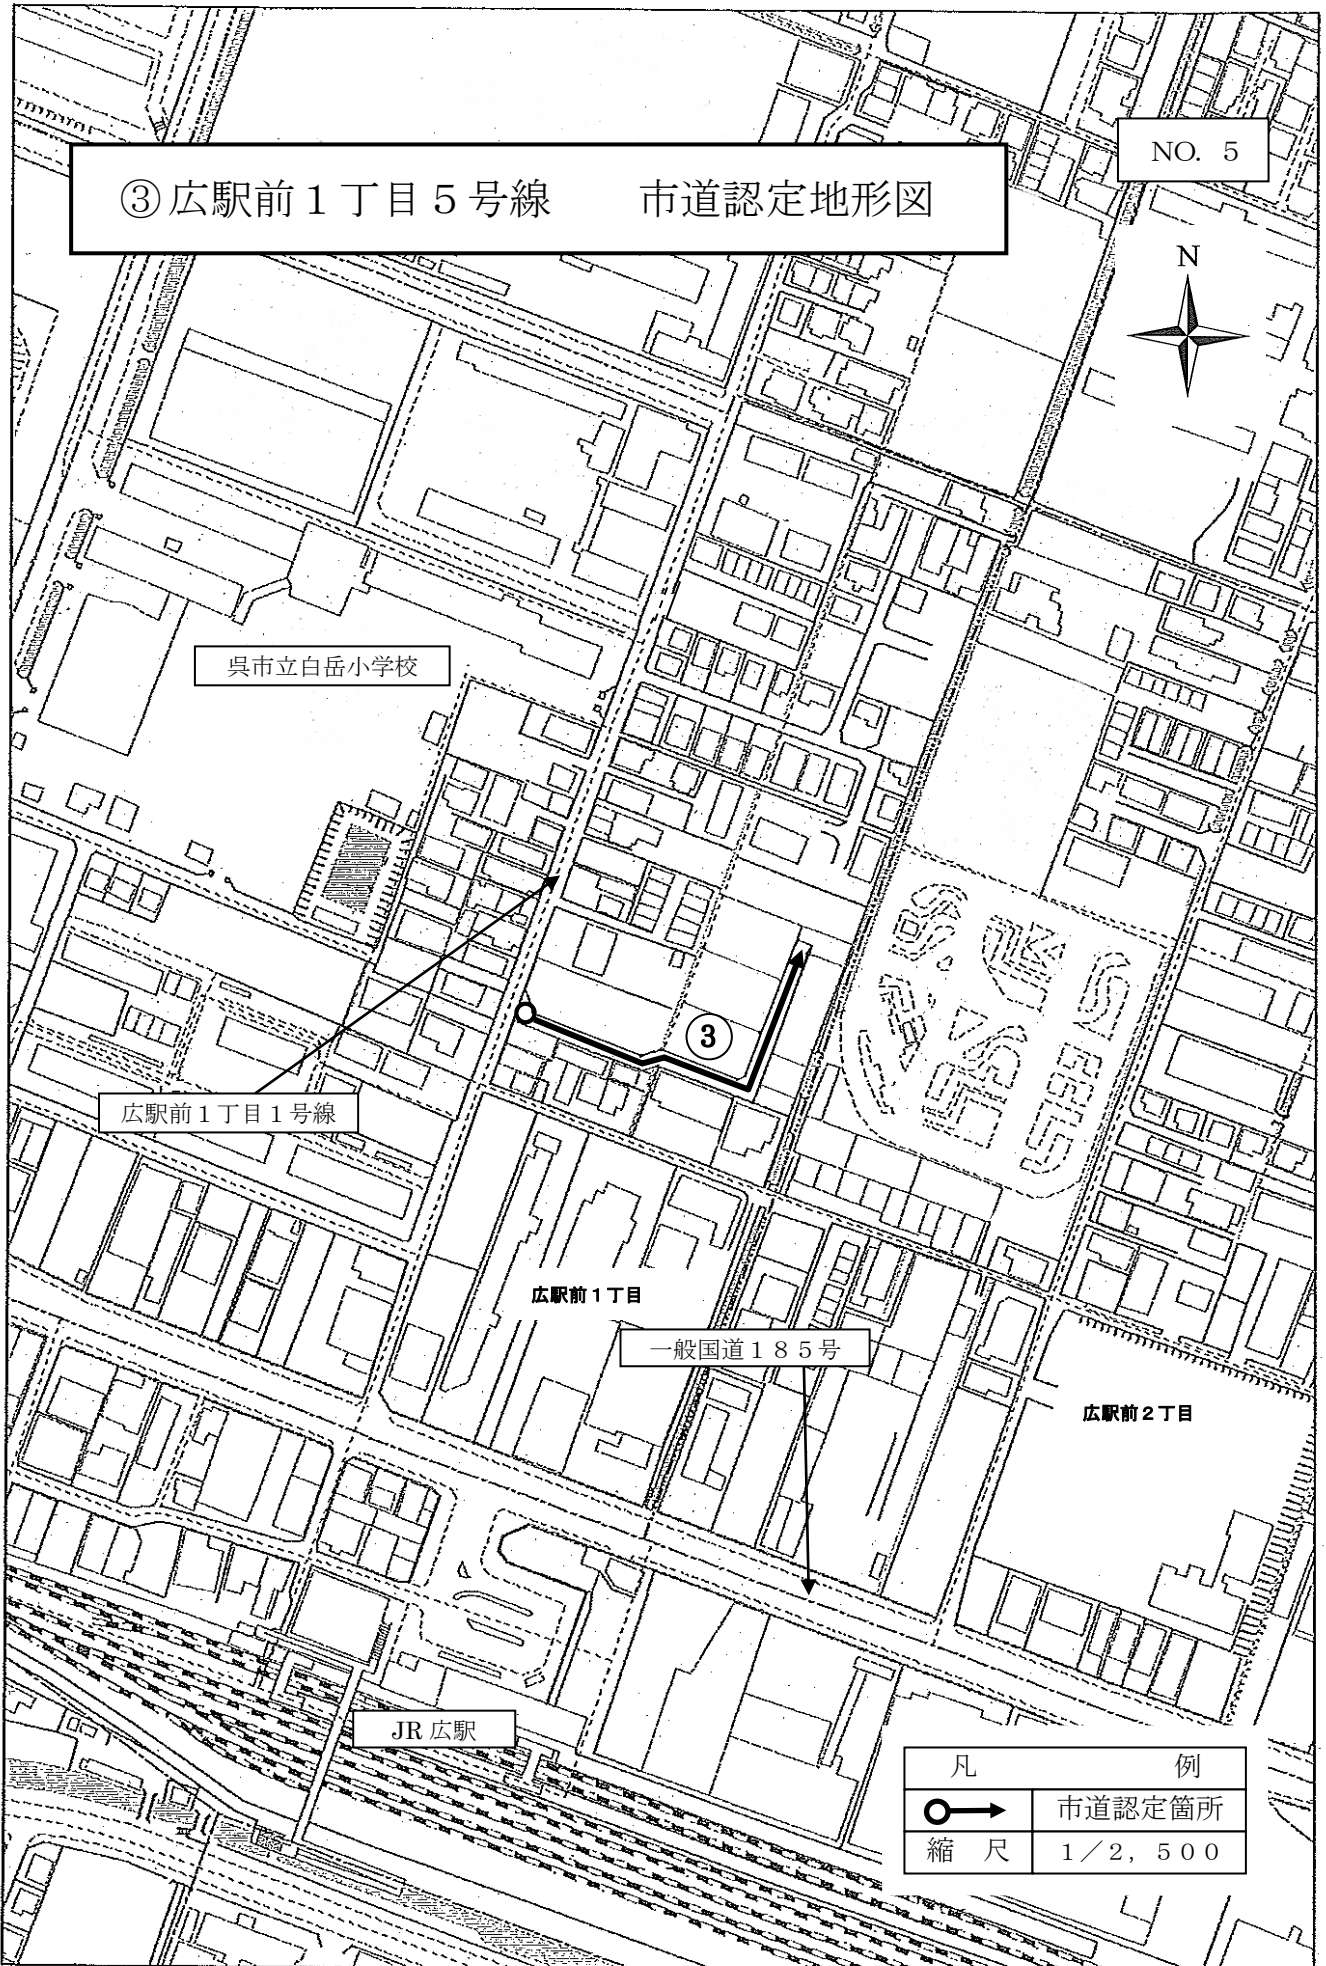 NO. 5
③広駅前１丁目５号線　　市道認定地形図
N
呉市立白岳小学校
③
広駅前１丁目１号線
広駅前１丁目
一般国道１８５号
広駅前２丁目
JR 広駅
凡　例
市道認定箇所
縮　尺　１／２，５００